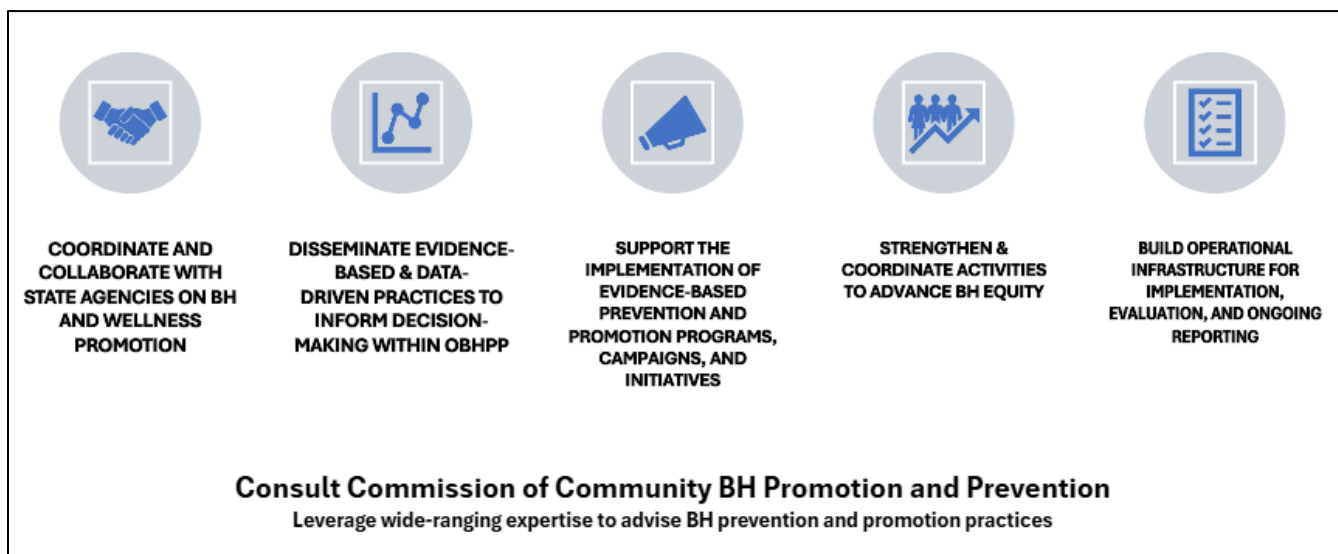 COORDINATE AND
COLLABORATE WITH
STATE AGENCIES ON BH
AND WELLNESS
PROMOTION
DISSEMINATE EVIDENCE-
BASED & DATA-
DRIVEN PRACTICES TO
INFORM DECISION-
MAKING WITHIN OBHPP
SUPPORT THE
IMPLEMENTATION OF
EVIDENCE-BASED
PREVENTION AND
PROMOTION PROGRAMS,
CAMPAIGNS, AND
INITIATIVES
STRENGTHEN &
COORDINATE ACTIVITIES
TO ADVANCE BH EQUITY
BUILD OPERATIONAL
INFRASTRUCTURE FOR
IMPLEMENTATION,
EVALUATION, AND ONGOING
REPORTING
Consult Commission of Community BH Promotion and Prevention
Leverage wide-ranging expertise to advise BH prevention and promotion practices